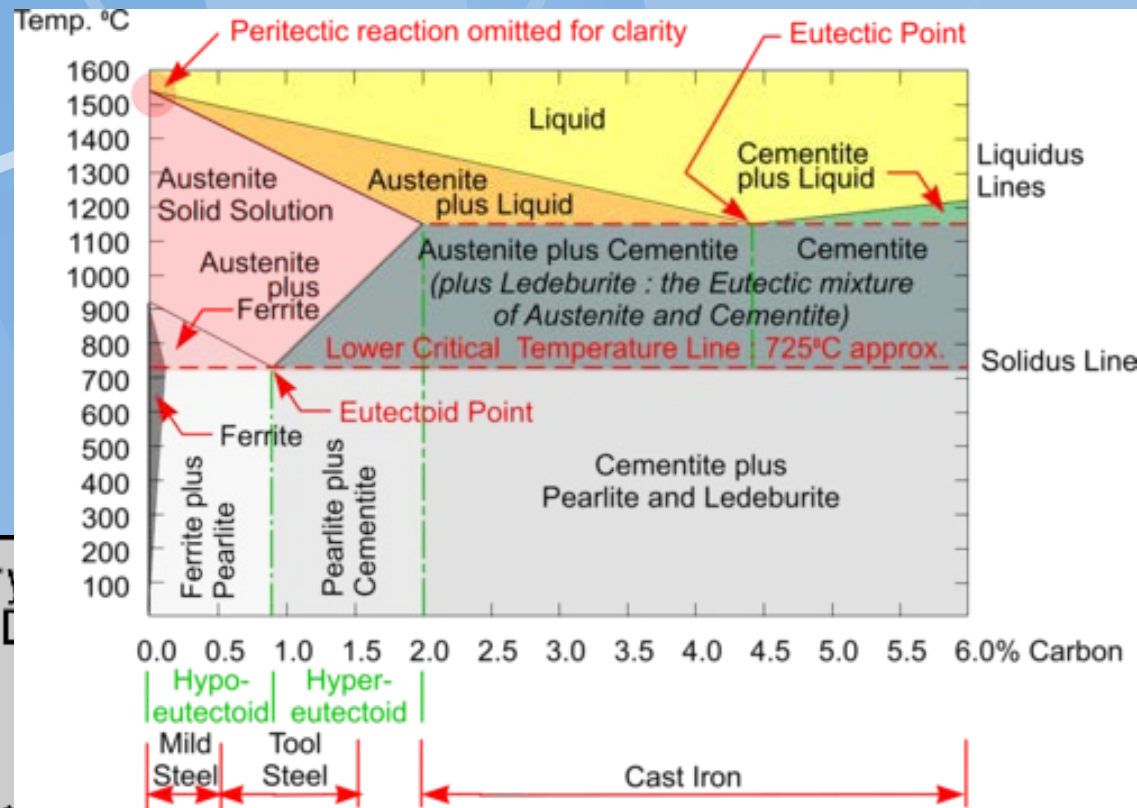 Temp. ºC
Peritectic reaction omitted for clarity
Eutectic Point
1600
1500
1400
1300
1200
1100
1000
900
800
700
600
500
400
300
200
100
Liquid
Cementite
plus Liquid
Liquidus
Lines
Austenite
Solid Solution
Austenite
plus Liquid
Austenite
plus
Ferrite
Austenite plus Cementite
(plus Ledeburite : the Eutectic mixture
of Austenite and Cementite)
Cementite
Lower Critical Temperature Line : 725ºC approx.
Solidus Line
Eutectoid Point
Ferrite
Ferrite plus
Pearlite
Pearlite plus
Cementite
Cementite plus
Pearlite and Ledeburite
0.0 0.5 1.0 1.5 2.0 2.5 3.0 3.5 4.0 4.5 5.0 6.0% Carbon
Hypo-
eutectoid
Hyper-
eutectoid
Mild
Steel
Tool
Steel
Cast Iron